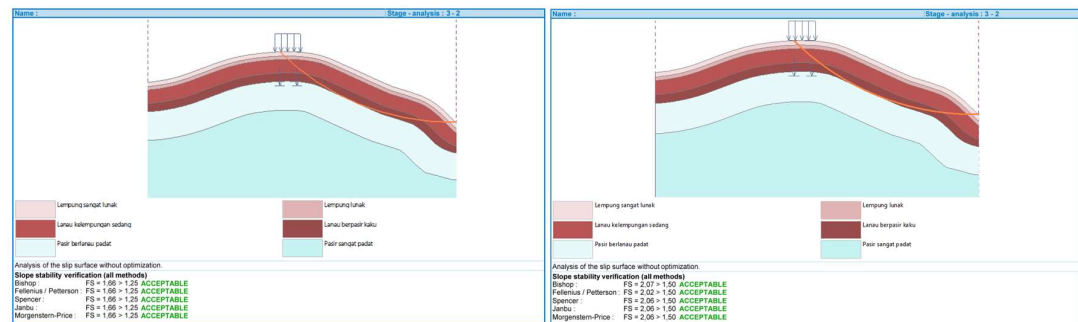 Name :
Stage - analysis : 3 - 2
Lempung sangat lunak
Lempung lunak
Lanau kelempungan sedang
Lanau berpasir kaku
Pasir berlanau padat
Pasir sangat padat
Analysis of the slip surface without optimization.
Slope stability verification (all methods)
Bishop : FS = 1,66 > 1,25 ACCEPTABLE
Fellenius / Petterson : FS = 1,66 > 1,25 ACCEPTABLE
Spencer : FS = 1,66 > 1,25 ACCEPTABLE
Janbu : FS = 1,66 > 1,25 ACCEPTABLE
Morgenstern-Price : FS = 1,66 > 1,25 ACCEPTABLE
Name :
Stage - analysis : 3 - 2
Lempung sangat lunak
Lempung lunak
Lanau kelempungan sedang
Lanau berpasir kaku
Pasir berlanau padat
Pasir sangat padat
Analysis of the slip surface without optimization.
Slope stability verification (all methods)
Bishop : FS = 2,07 > 1,50 ACCEPTABLE
Fellenius / Petterson : FS = 2,02 > 1,50 ACCEPTABLE
Spencer : FS = 2,06 > 1,50 ACCEPTABLE
Janbu : FS = 2,06 > 1,50 ACCEPTABLE
Morgenstern-Price : FS = 2,06 > 1,50 ACCEPTABLE